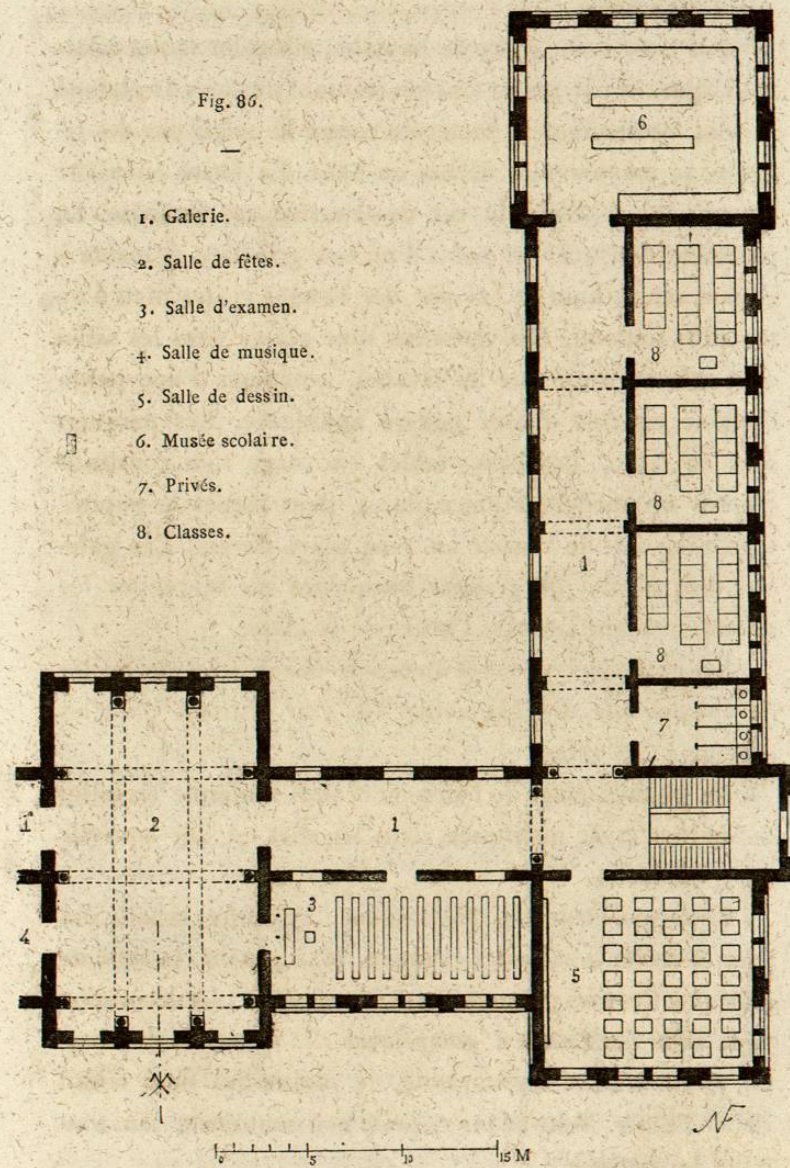 Fig. 86.
1. Galerie.
2. Salle de fêtes.
3. Salle d'examen.
4. Salle de musique.
5. Salle de dessin.
6. Musée scolaire.
7. Privés.
8. Classes.
6
8
8
1
8
7
1
2
1
3
4
5
N
0 5 10 15 M